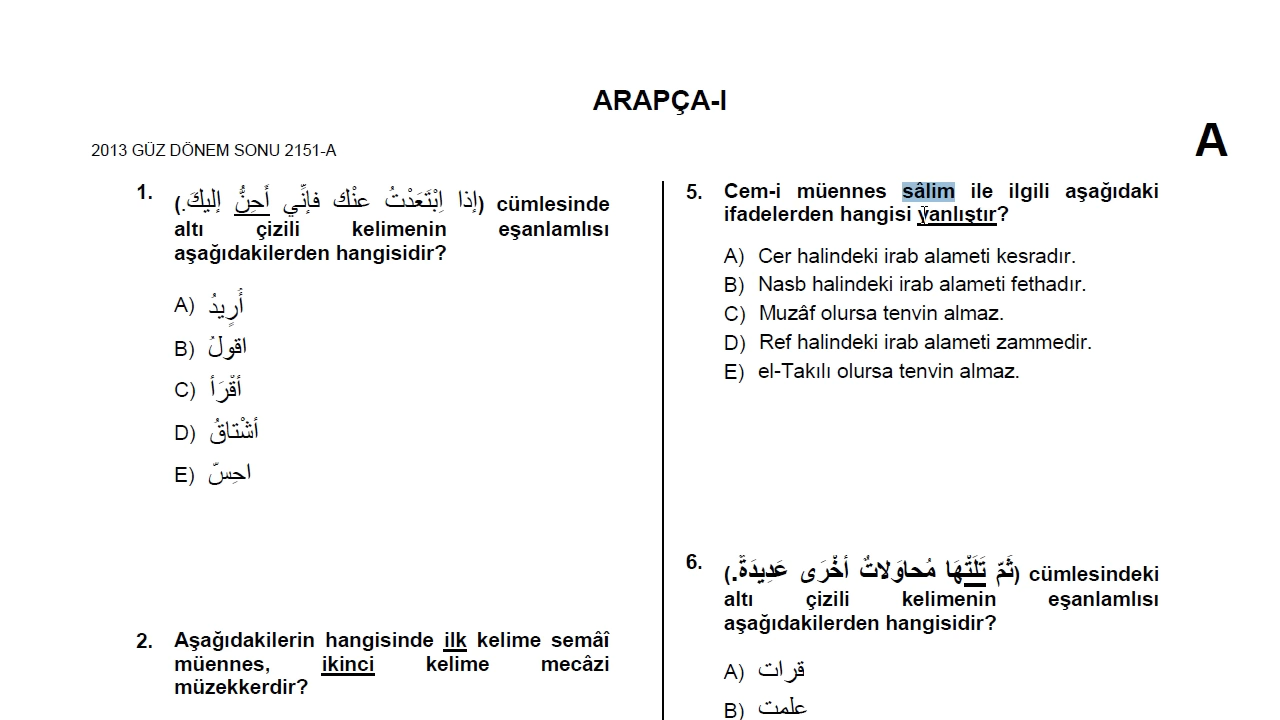 ARAPÇA-I
A
2013 GÜZ DÖNEM SONU 2151-A
1. (إذا اِبْتَعَدْتُ عنْك فإنِّي أَحِنُّ إليكَ.) cümlesinde
altı çizili kelimenin eşanlamlısı
aşağıdakilerden hangisidir?
A) أُرِيدُ
B) اقولُ
C) أقْرَأ
D) أشْتاقُ
E) احِسّ
2. Aşağıdakilerin hangisinde ilk kelime semâî
müennes, ikinci kelime mecâzi
müzekkerdir?
5. Cem-i müennes sâlim ile ilgili aşağıdaki
ifadelerden hangisi yanlıştır?
A) Cer halindeki irab alameti kesradır.
B) Nasb halindeki irab alameti fethadır.
C) Muzâf olursa tenvin almaz.
D) Ref halindeki irab alameti zammedir.
E) el-Takılı olursa tenvin almaz.
6. (ثُمّ تَلَتْهَا مُحاوَلاتٌ أخْرَى عَدِيدَةٌ.) cümlesindeki
altı çizili kelimenin eşanlamlısı
aşağıdakilerden hangisidir?
A) قرات
B) علمت